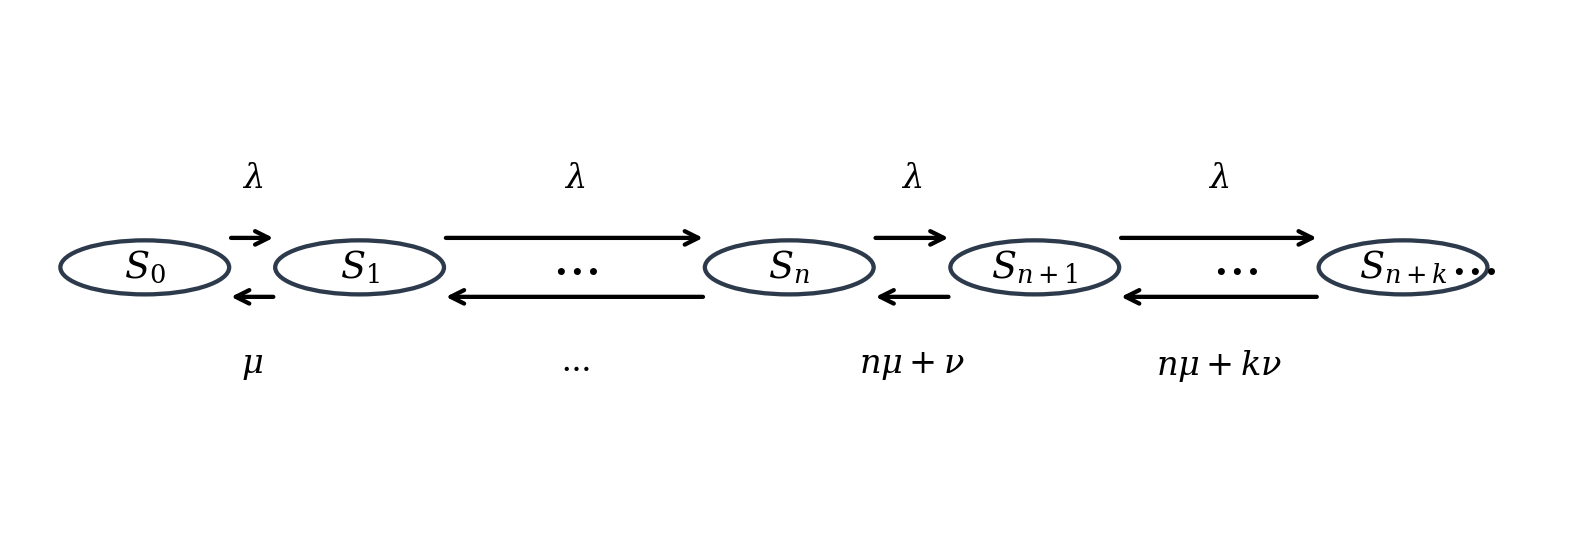 λ λ λ λ
S₀ S₁ ⋯ Sₙ Sₙ₊₁ ⋯ Sₙ₊ₖ ⋯
μ ... nμ + ν nμ + kν